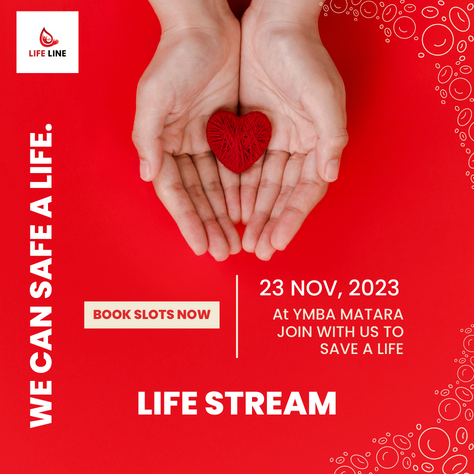 LIFE LINE
WE CAN SAFE A LIFE.
23 NOV, 2023
BOOK SLOTS NOW
At YMBA MATARA
JOIN WITH US TO
SAVE A LIFE
LIFE STREAM